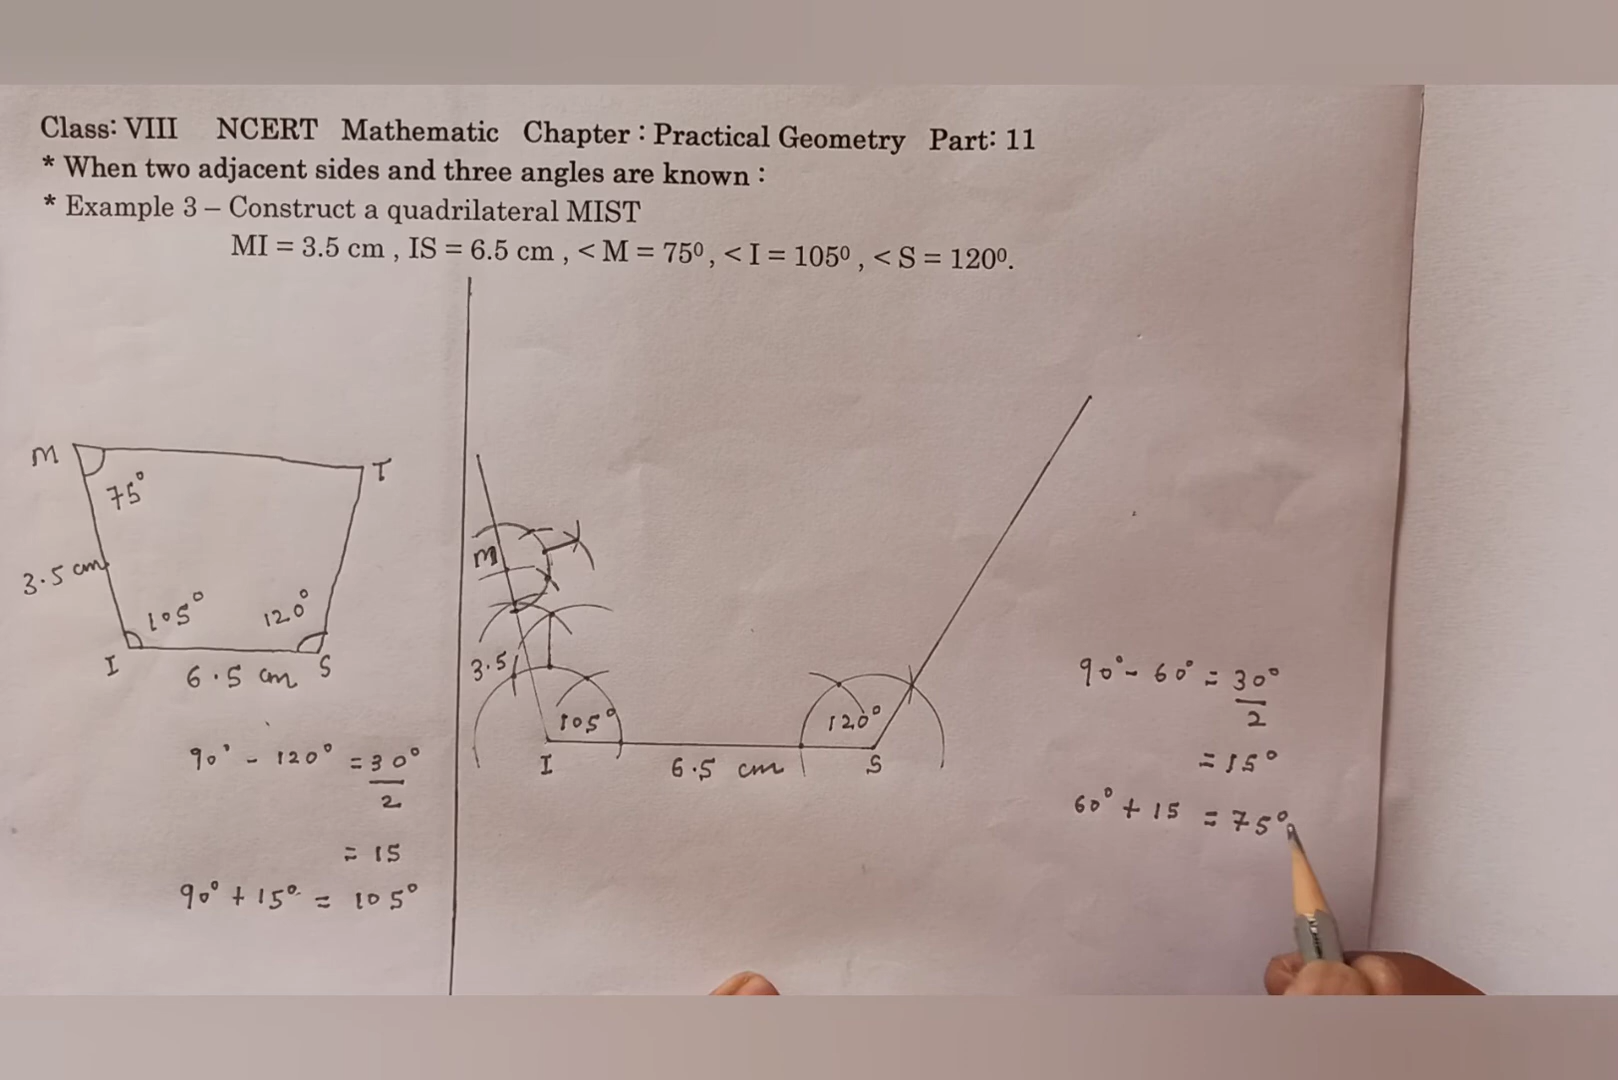 Class: VIII NCERT Mathematic Chapter : Practical Geometry Part: 11
* When two adjacent sides and three angles are known :
* Example 3 – Construct a quadrilateral MIST
MI = 3.5 cm , IS = 6.5 cm , < M = 75⁰ , < I = 105⁰ , < S = 120⁰.
M
T
75°
3.5 cm
105°
120°
I
6.5 cm
S
90° - 120° = 30°
2
= 15
90° + 15° = 105°
M
3.5
105°
120°
I
6.5 cm
S
90° - 60° = 30°
2
= 15°
60° + 15 = 75°